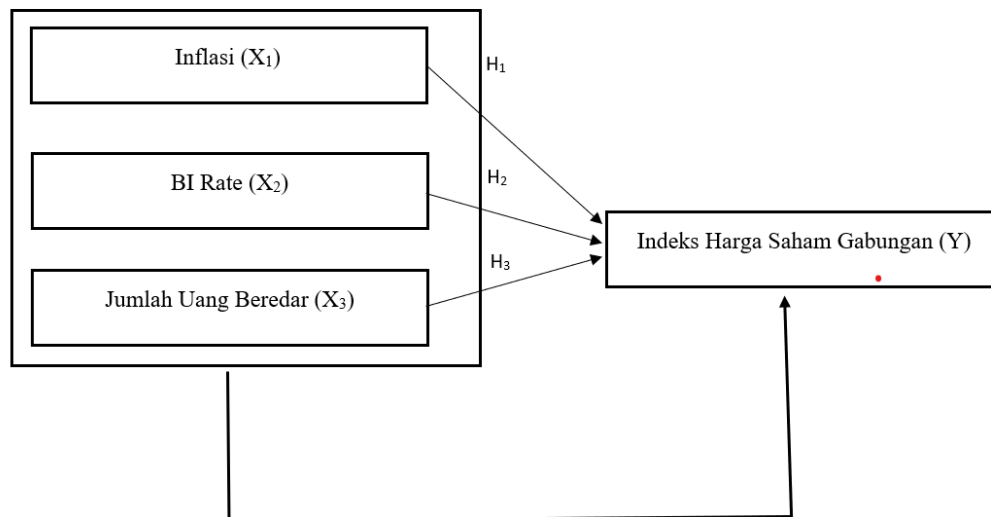 Inflasi (X₁)
H₁
BI Rate (X₂)
H₂
Indeks Harga Saham Gabungan (Y)
H₃
Jumlah Uang Beredar (X₃)